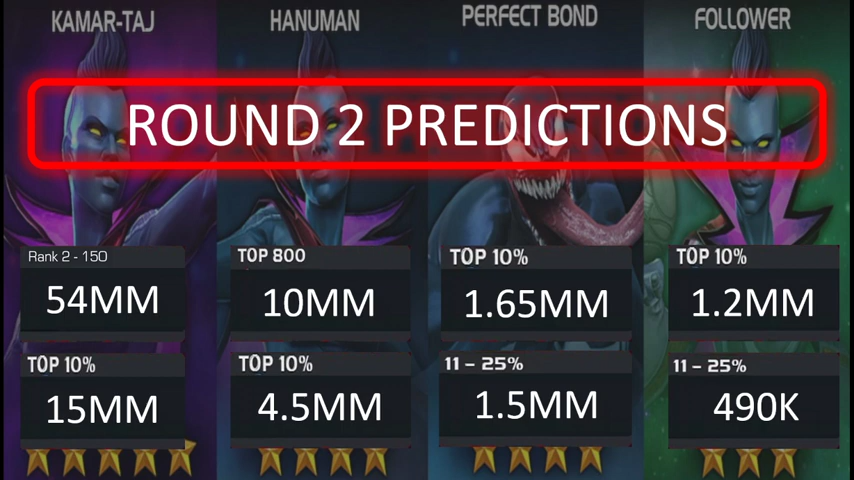 KAMAR-TAJ
HANUMAN
PERFECT BOND
FOLLOWER
ROUND 2 PREDICTIONS
Rank 2 - 150
54MM
TOP 10%
15MM
TOP 800
10MM
TOP 10%
4.5MM
TOP 10%
1.65MM
11 – 25%
1.5MM
TOP 10%
1.2MM
11 – 25%
490K